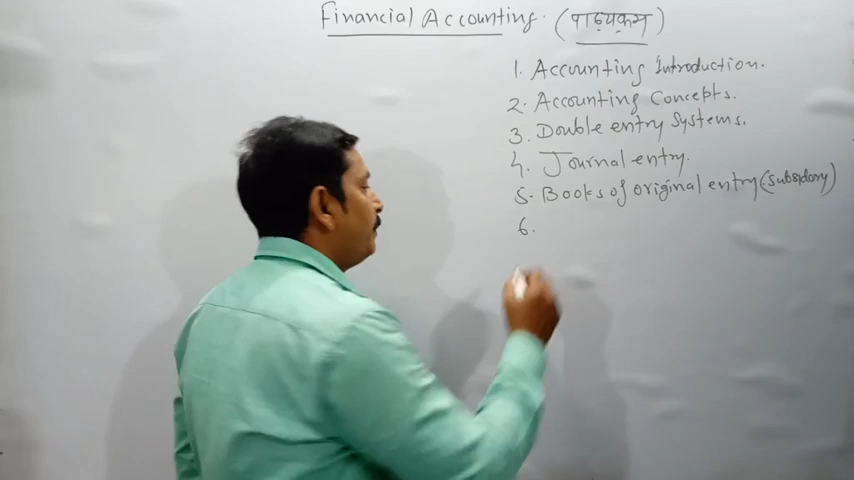 Financial Accounting. (पाठ्यक्रम)
1. Accounting Introduction.
2. Accounting Concepts.
3. Double entry Systems.
4. Journal entry.
5. Books of original entry (Subsidory)
6.